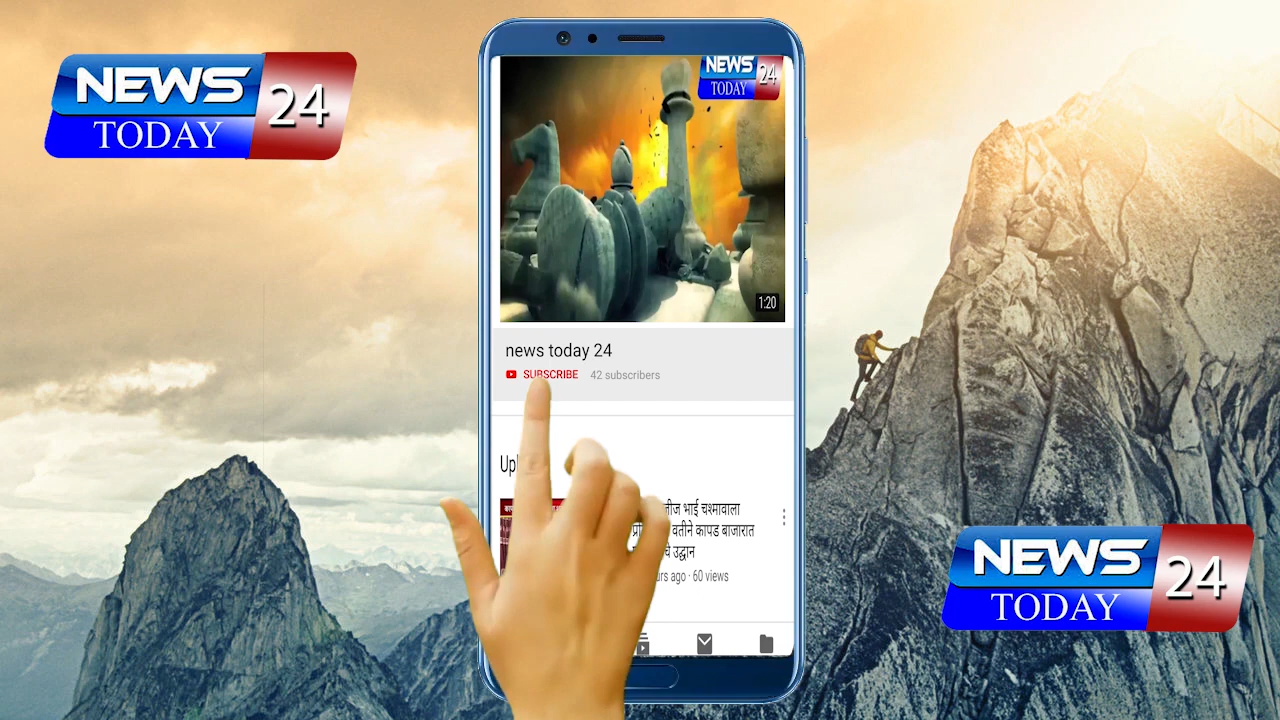 NEWS
TODAY
24
NEWS
TODAY
24
1:20
news today 24
SUBSCRIBE
42 subscribers
भाई चश्मावाला
वतीने कापड बाजारात
चे उद्घान
ago · 60 views
NEWS
TODAY
24